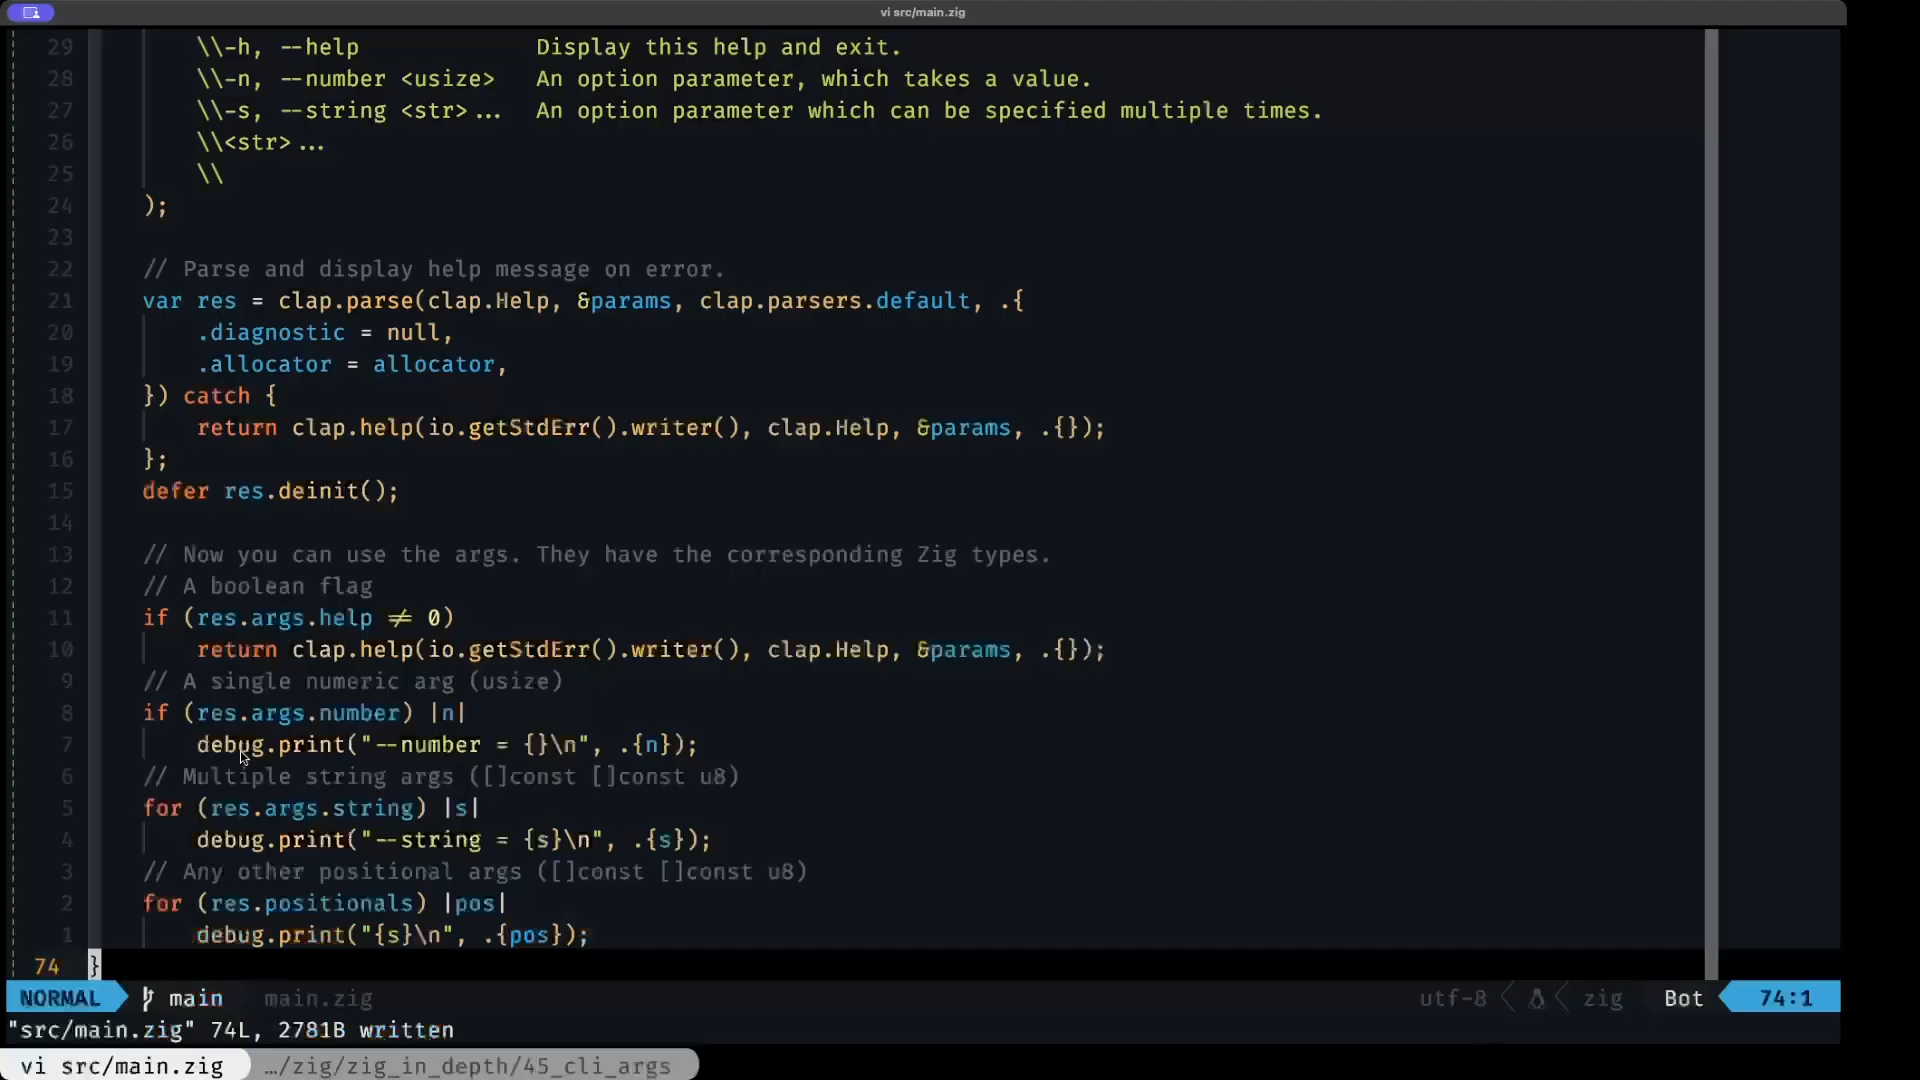 vi src/main.zig
29 \\-h, --help Display this help and exit.
28 \\-n, --number <usize> An option parameter, which takes a value.
27 \\-s, --string <str>... An option parameter which can be specified multiple times.
26 \\<str>...
25 \\
24 );
23
22 // Parse and display help message on error.
21 var res = clap.parse(clap.Help, &params, clap.parsers.default, .{
20 .diagnostic = null,
19 .allocator = allocator,
18 }) catch {
17 return clap.help(io.getStdErr().writer(), clap.Help, &params, .{});
16 };
15 defer res.deinit();
14
13 // Now you can use the args. They have the corresponding Zig types.
12 // A boolean flag
11 if (res.args.help ≠ 0)
10 return clap.help(io.getStdErr().writer(), clap.Help, &params, .{});
9 // A single numeric arg (usize)
8 if (res.args.number) |n|
7 debug.print("--number = {}\n", .{n});
6 // Multiple string args ([]const []const u8)
5 for (res.args.string) |s|
4 debug.print("--string = {s}\n", .{s});
3 // Any other positional args ([]const []const u8)
2 for (res.positionals) |pos|
1 debug.print("{s}\n", .{pos});
74 }
NORMAL main main.zig utf-8 zig Bot 74:1
"src/main.zig" 74L, 2781B written
vi src/main.zig …/zig/zig_in_depth/45_cli_args